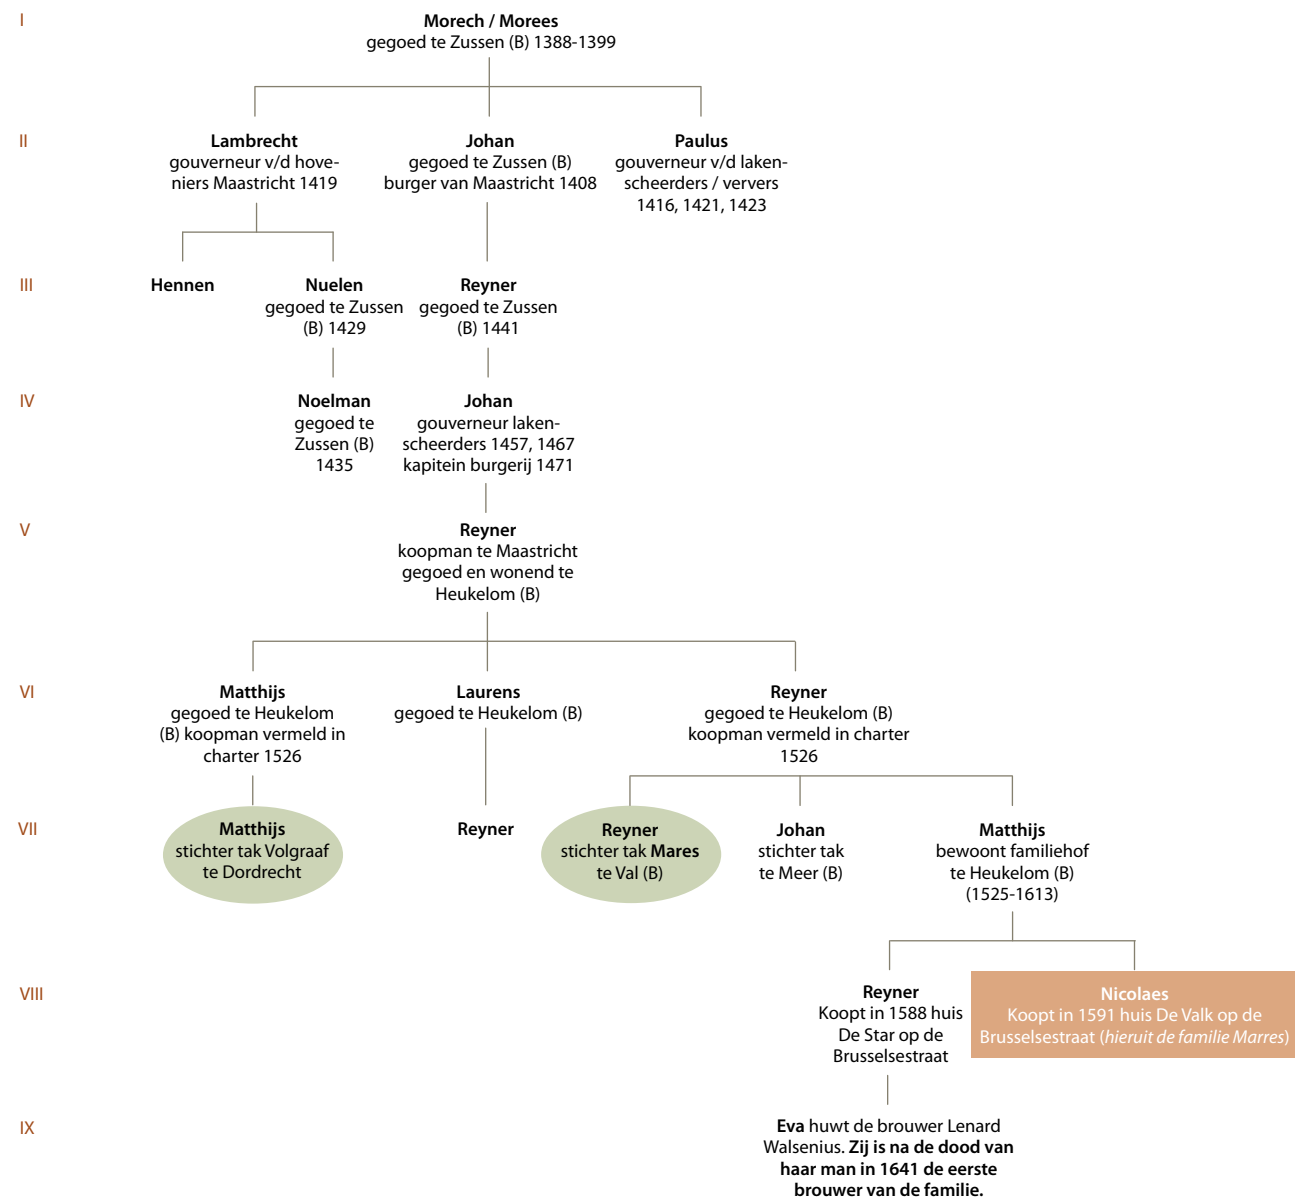 I
Morech / Morees
gegoed te Zussen (B) 1388-1399
II
Lambrecht
gouverneur v/d hove-
niers Maastricht 1419
Johan
gegoed te Zussen (B)
burger van Maastricht 1408
Paulus
gouverneur v/d laken-
scheerders / ververs
1416, 1421, 1423
III
Hennen
Nuelen
gegoed te Zussen
(B) 1429
Reyner
gegoed te Zussen
(B) 1441
IV
Noelman
gegoed te
Zussen (B)
1435
Johan
gouverneur laken-
scheerders 1457, 1467
kapitein burgerij 1471
V
Reyner
koopman te Maastricht
gegoed en wonend te
Heukelom (B)
VI
Matthijs
gegoed te Heukelom
(B) koopman vermeld in
charter 1526
Laurens
gegoed te Heukelom (B)
Reyner
gegoed te Heukelom (B)
koopman vermeld in charter
1526
VII
Matthijs
stichter tak Volgraaf
te Dordrecht
Reyner
Reyner
stichter tak Mares
te Val (B)
Johan
stichter tak
te Meer (B)
Matthijs
bewoont familiehof
te Heukelom (B)
(1525-1613)
VIII
Reyner
Koopt in 1588 huis
De Star op de
Brusselsestraat
Nicolaes
Koopt in 1591 huis De Valk op de
Brusselsestraat (hieruit de familie Marres)
IX
Eva huwt de brouwer Lenard
Walsenius. Zij is na de dood van
haar man in 1641 de eerste
brouwer van de familie.